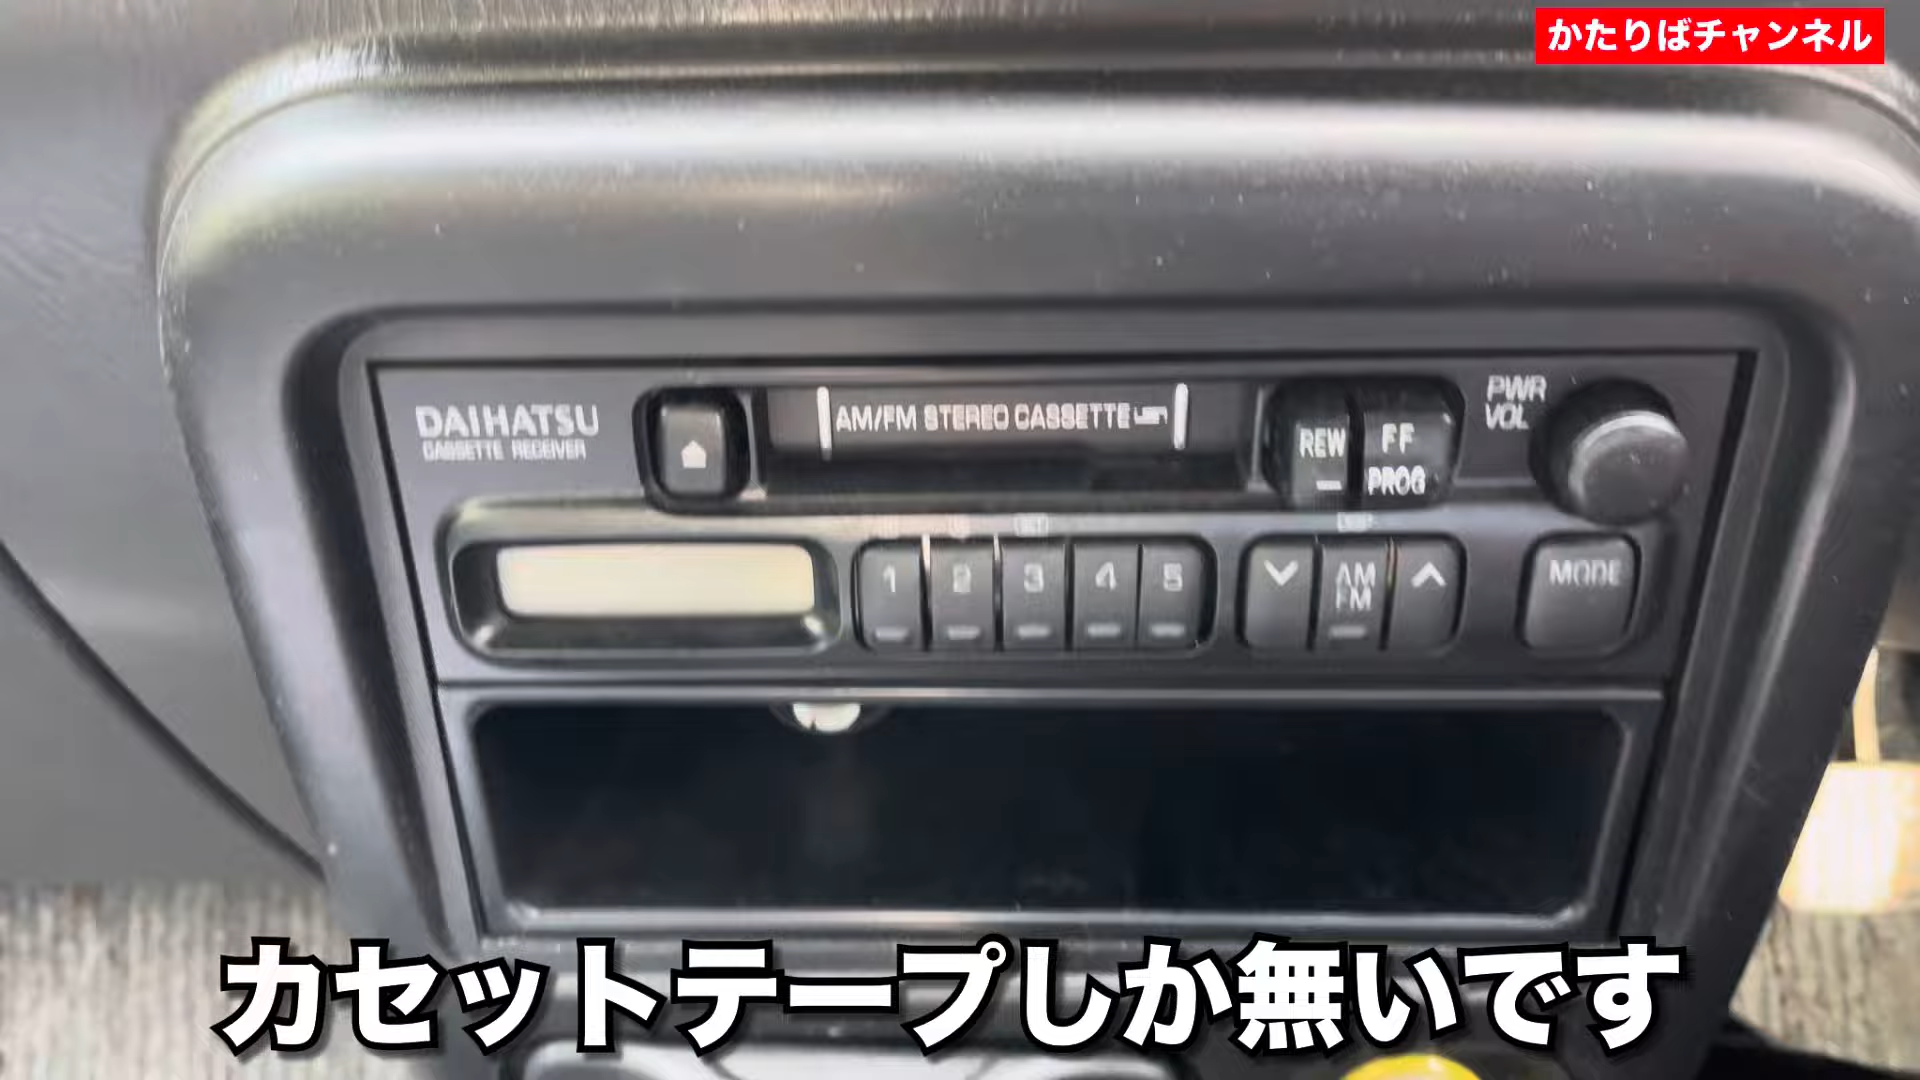 かたりばチャンネル
DAIHATSU
CASSETTE RECEIVER
AM/FM STEREO CASSETTE
REW
FF
PROG
PWR
VOL
1
2
3
4
5
AM
FM
MODE
カセットテープしか無いです